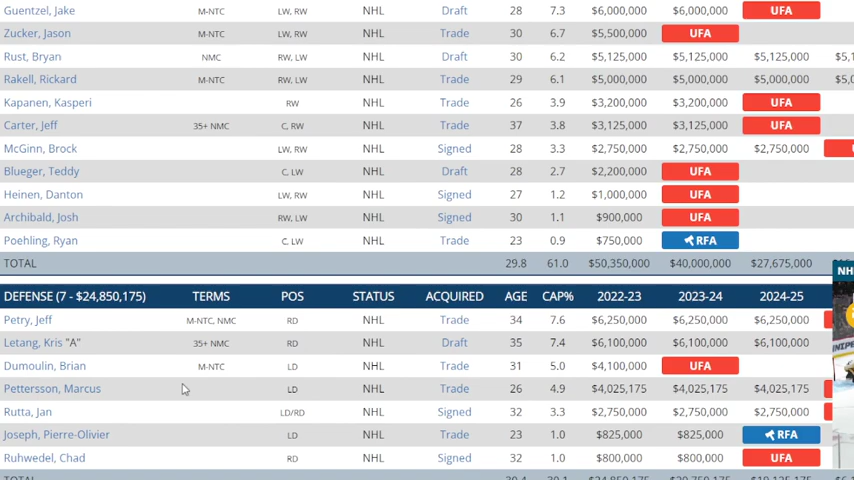 Guentzel, Jake M-NTC LW, RW NHL Draft 28 7.3 $6,000,000 $6,000,000 UFA
Zucker, Jason M-NTC LW, RW NHL Trade 30 6.7 $5,500,000 UFA
Rust, Bryan NMC RW, LW NHL Draft 30 6.2 $5,125,000 $5,125,000 $5,125,000 $5,1
Rakell, Rickard M-NTC RW, LW NHL Trade 29 6.1 $5,000,000 $5,000,000 $5,000,000 $5,0
Kapanen, Kasperi RW NHL Trade 26 3.9 $3,200,000 $3,200,000 UFA
Carter, Jeff 35+ NMC C, RW NHL Trade 37 3.8 $3,125,000 $3,125,000 UFA
McGinn, Brock LW, RW NHL Signed 28 3.3 $2,750,000 $2,750,000 $2,750,000
Blueger, Teddy C, LW NHL Draft 28 2.7 $2,200,000 UFA
Heinen, Danton LW, RW NHL Signed 27 1.2 $1,000,000 UFA
Archibald, Josh RW, LW NHL Signed 30 1.1 $900,000 UFA
Poehling, Ryan C, LW NHL Trade 23 0.9 $750,000 RFA
TOTAL 29.8 61.0 $50,350,000 $40,000,000 $27,675,000
NH
DEFENSE (7 - $24,850,175) TERMS POS STATUS ACQUIRED AGE CAP% 2022-23 2023-24 2024-25
Petry, Jeff M-NTC, NMC RD NHL Trade 34 7.6 $6,250,000 $6,250,000 $6,250,000
Letang, Kris "A" 35+ NMC RD NHL Draft 35 7.4 $6,100,000 $6,100,000 $6,100,000
Dumoulin, Brian M-NTC LD NHL Trade 31 5.0 $4,100,000 UFA
Pettersson, Marcus LD NHL Trade 26 4.9 $4,025,175 $4,025,175 $4,025,175
Rutta, Jan LD/RD NHL Signed 32 3.3 $2,750,000 $2,750,000 $2,750,000
Joseph, Pierre-Olivier LD NHL Trade 23 1.0 $825,000 $825,000 RFA
Ruhwedel, Chad RD NHL Signed 32 1.0 $800,000 $800,000 UFA
TOTAL